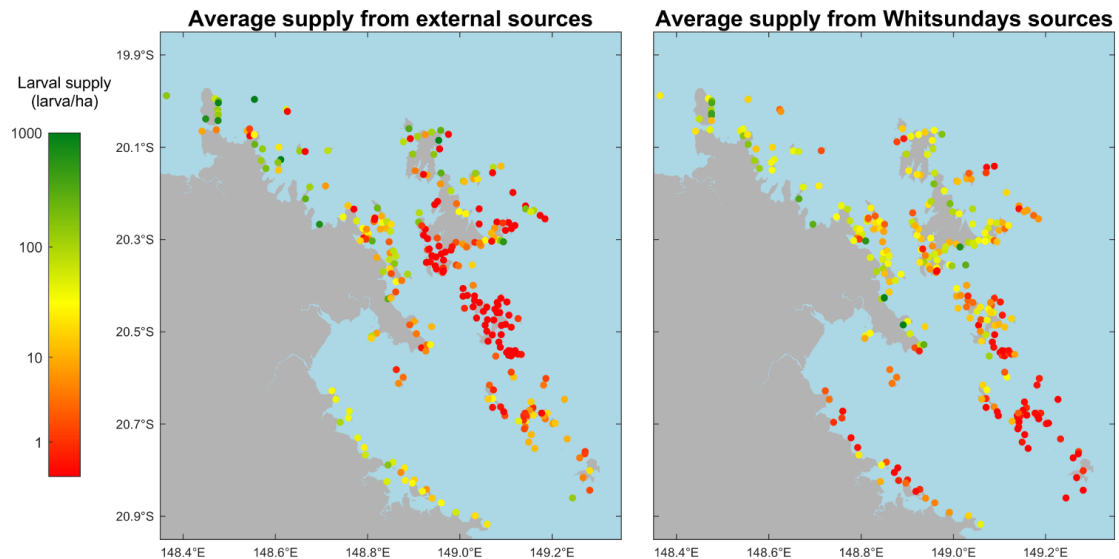 Average supply from external sources
Average supply from Whitsundays sources
Larval supply
(larva/ha)
1000
100
10
1
19.9°S
20.1°S
20.3°S
20.5°S
20.7°S
20.9°S
148.4°E 148.6°E 148.8°E 149.0°E 149.2°E
148.4°E 148.6°E 148.8°E 149.0°E 149.2°E